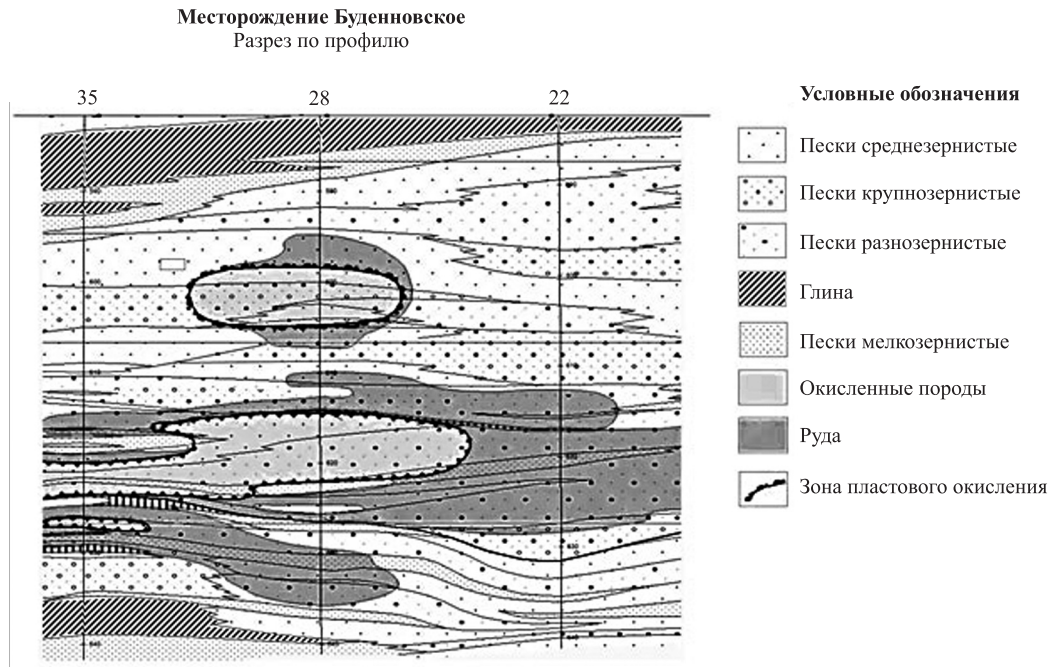 Месторождение Буденновское
Разрез по профилю
35 28 22
Условные обозначения
Пески среднезернистые
Пески крупнозернистые
Пески разнозернистые
Глина
Пески мелкозернистые
Окисленные породы
Руда
Зона пластового окисления